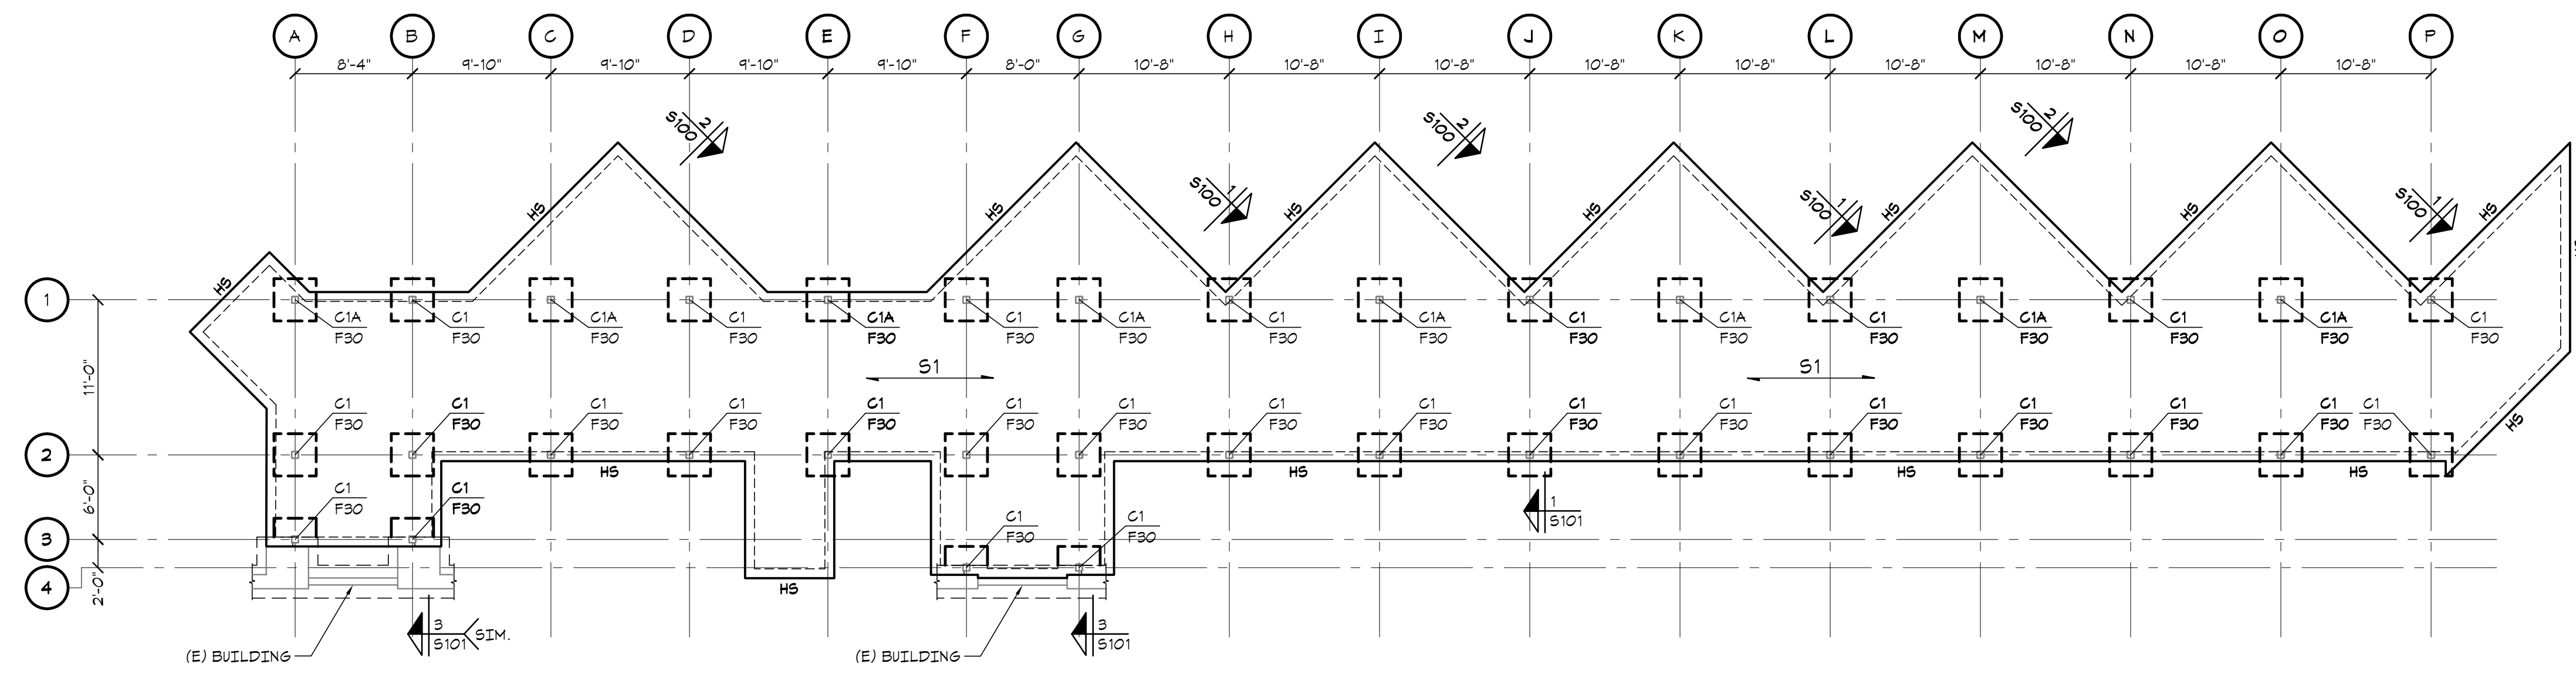 A B C D E F G H I J K L M N O P
8'-4" 9'-10" 9'-10" 9'-10" 9'-10" 8'-0" 10'-8" 10'-8" 10'-8" 10'-8" 10'-8" 10'-8" 10'-8" 10'-8" 10'-8"
2 2 2
S100 S100 S100
1 1 1
S100 S100 S100
HS HS HS HS HS HS HS
HS
1
C1A C1 C1A C1 C1A C1 C1A C1 C1A C1 C1A C1 C1A C1 C1A C1
F30 F30 F30 F30 F30 F30 F30 F30 F30 F30 F30 F30 F30 F30 F30 F30
11'-0"
S1 S1
C1 C1 C1 C1 C1 C1 C1 C1 C1 C1 C1 C1 C1 C1 C1 C1
F30 F30 F30 F30 F30 F30 F30 F30 F30 F30 F30 F30 F30 F30 F30 F30
HS
2
HS HS HS HS
6'-0"
C1 C1
F30 F30
1
S101
C1 C1
F30 F30
3
2'-0"
4
HS
3
S101 SIM.
3
S101
(E) BUILDING (E) BUILDING